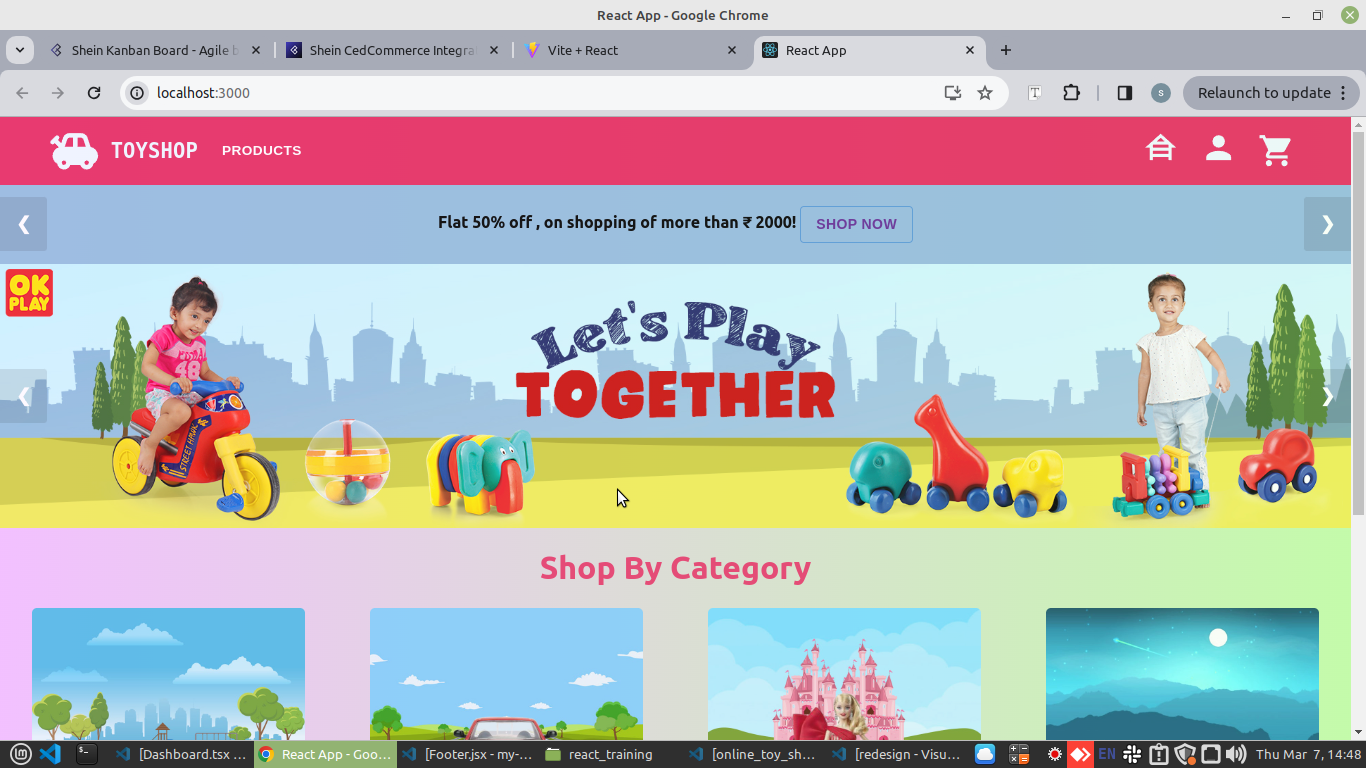 React App - Google Chrome
Shein Kanban Board - Agile b
Shein CedCommerce Integra
Vite + React
React App
localhost:3000
T
s
Relaunch to update
TOYSHOP
PRODUCTS
Flat 50% off , on shopping of more than ₹ 2000!
SHOP NOW
OK
PLAY
Let's Play
TOGETHER
48
STREET HAWK
Shop By Category
[Dashboard.tsx ...
React App - Goo...
[Footer.jsx - my-...
react_training
[online_toy_sh...
[redesign - Visu...
EN
Thu Mar 7, 14:48